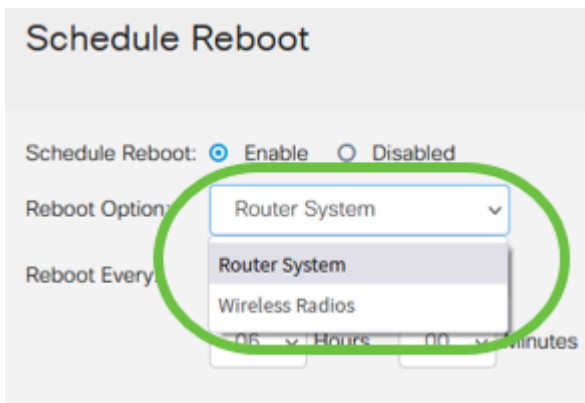 Schedule Reboot
Schedule Reboot: Enable Disabled
Reboot Option: Router System
Router System
Reboot Every:
Wireless Radios
06 Hours 00 Minutes